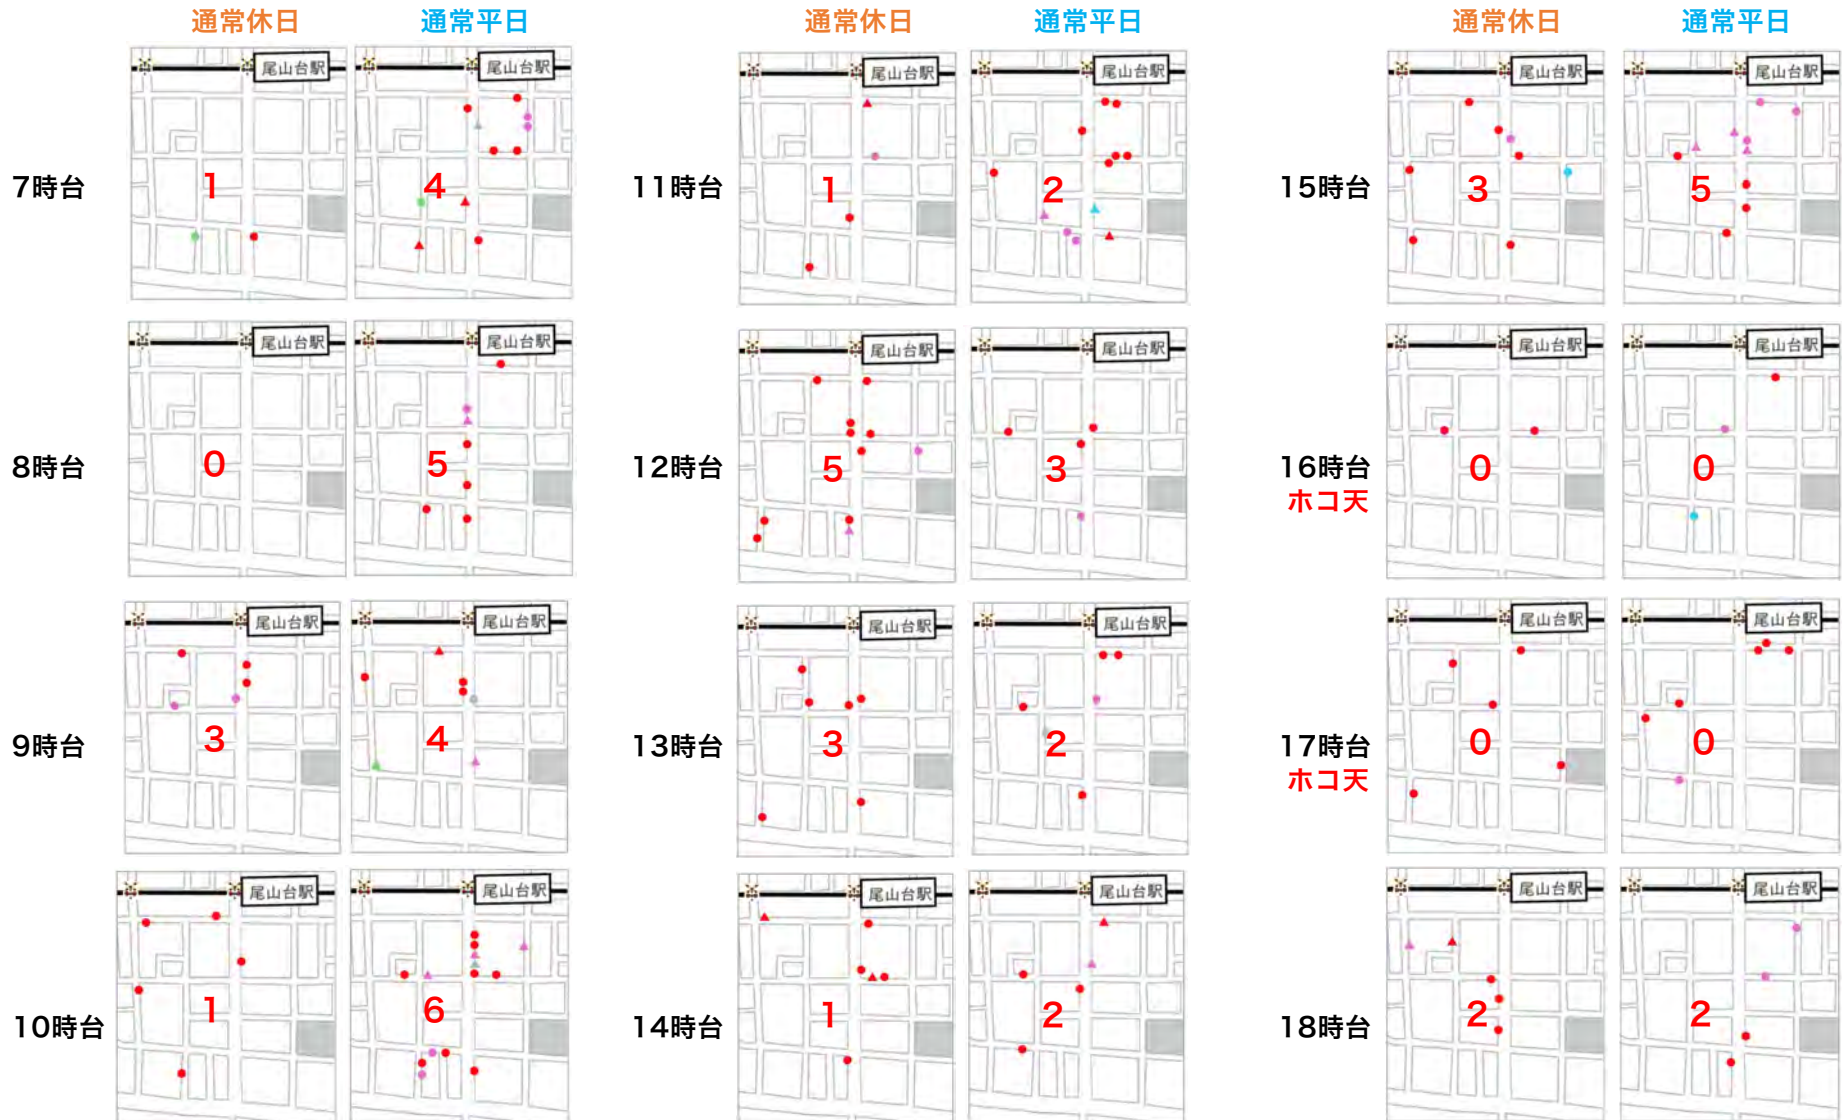 通常休日 通常平日 通常休日 通常平日 通常休日 通常平日
尾山台駅 尾山台駅 尾山台駅 尾山台駅 尾山台駅 尾山台駅
7時台 1 4 11時台 1 2 15時台 3 5
尾山台駅 尾山台駅 尾山台駅 尾山台駅 尾山台駅 尾山台駅
8時台 0 5 12時台 5 3 16時台 0 0
ホコ天
尾山台駅 尾山台駅 尾山台駅 尾山台駅 尾山台駅 尾山台駅
9時台 3 4 13時台 3 2 17時台 0 0
ホコ天
尾山台駅 尾山台駅 尾山台駅 尾山台駅 尾山台駅 尾山台駅
10時台 1 6 14時台 1 2 18時台 2 2